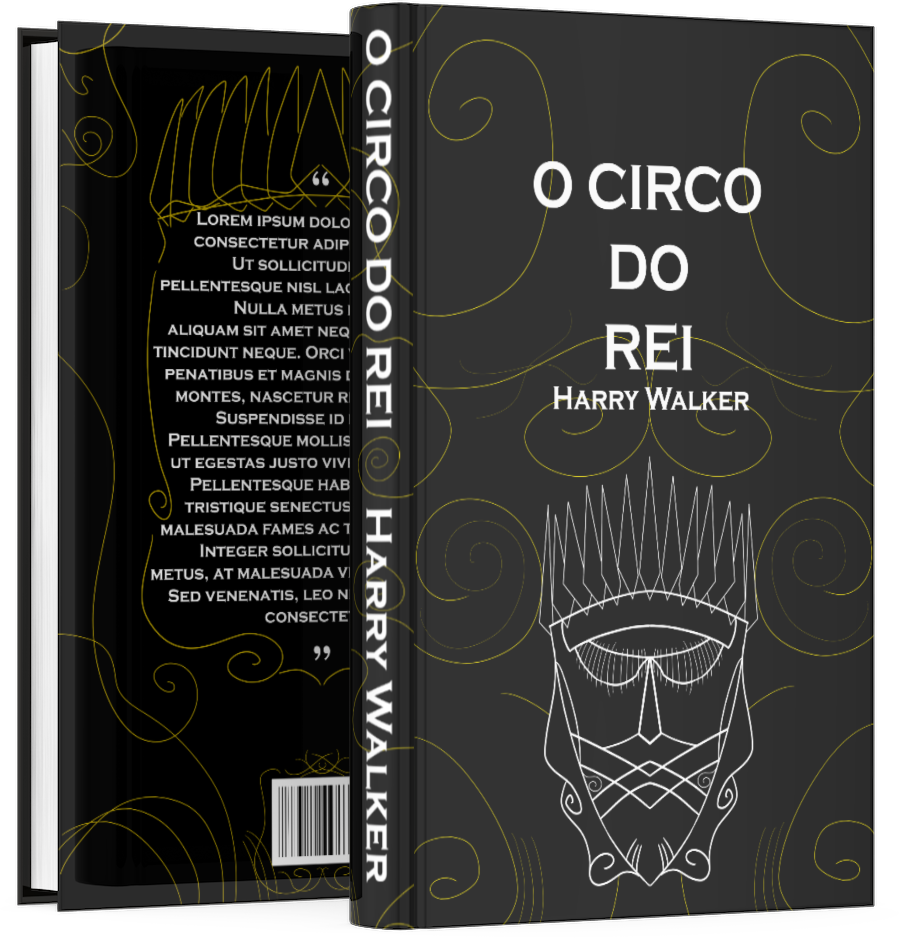 “
Lorem ipsum dolo
consectetur adip
Ut sollicitudi
pellentesque nisl lac
Nulla metus
aliquam sit amet neq
tincidunt neque. Orci
penatibus et magnis
montes, nascetur
Suspendisse id
Pellentesque mollis
ut egestas justo viv
Pellentesque hab
tristique senectus
malesuada fames ac
Integer sollicitu
metus, at malesuada
Sed venenatis, leo
consectet
”
O CIRCO DO REI HARRY WALKER
O CIRCO
DO
REI
Harry Walker